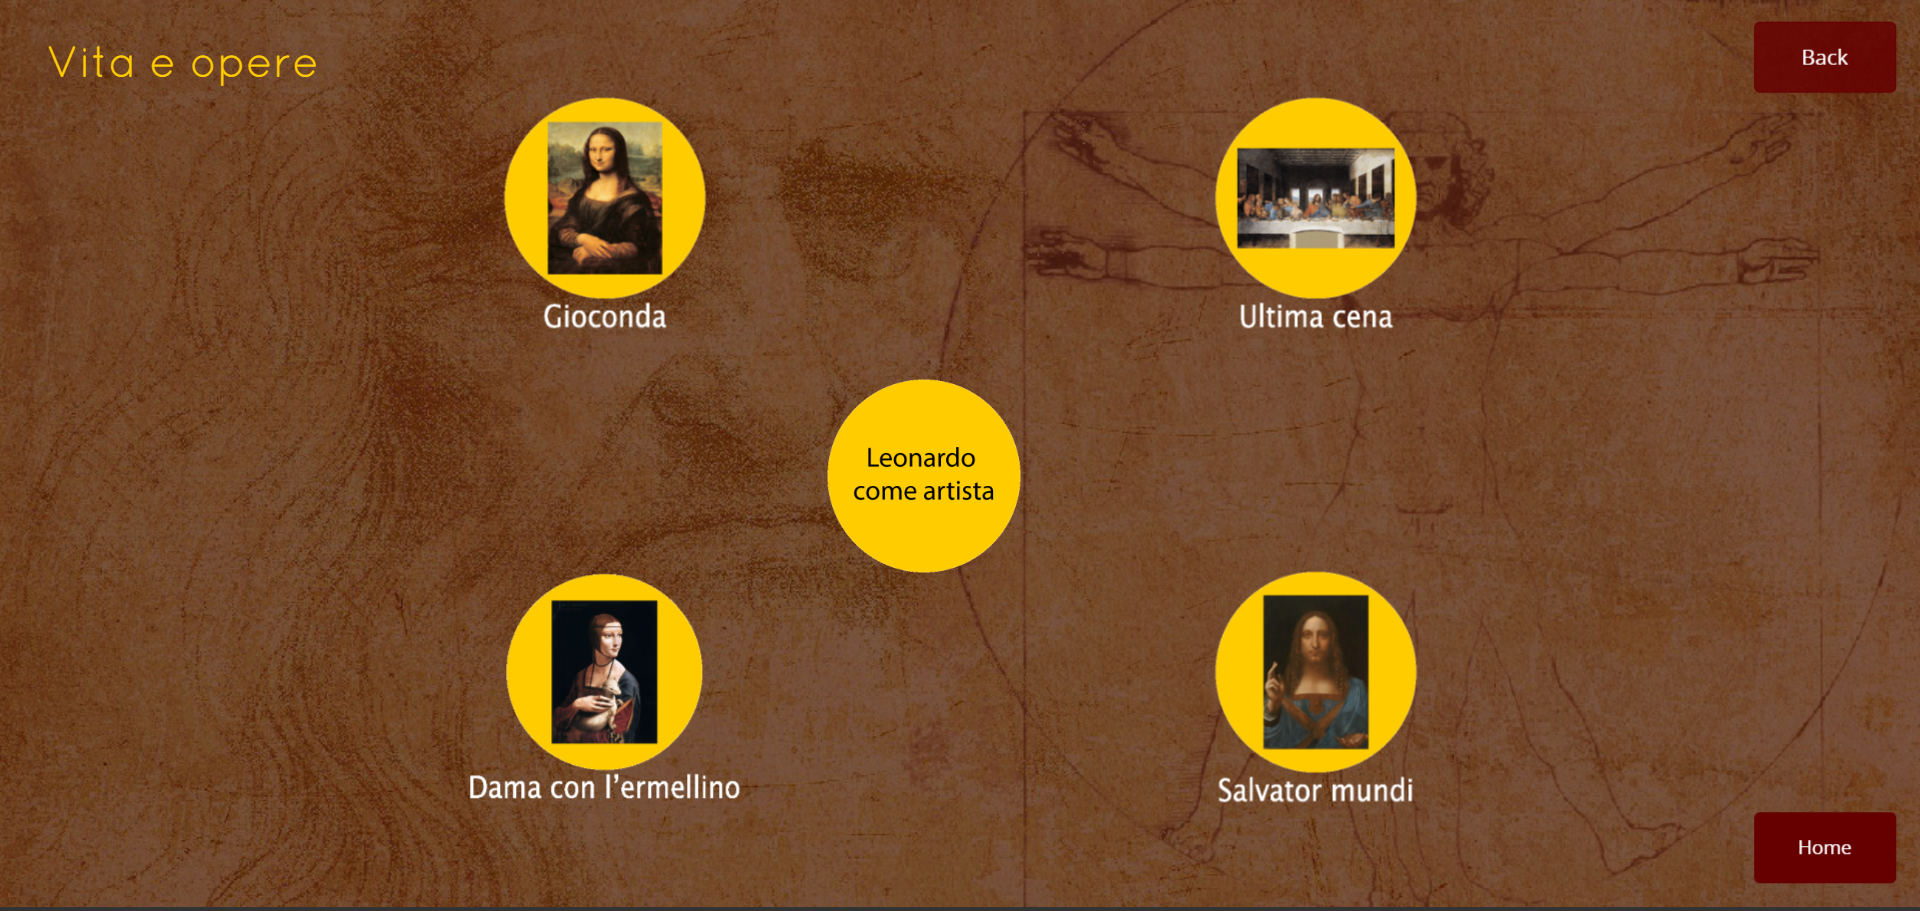 Vita e opere
Back
Gioconda
Ultima cena
Leonardo
come artista
Dama con l'ermellino
Salvator mundi
Home